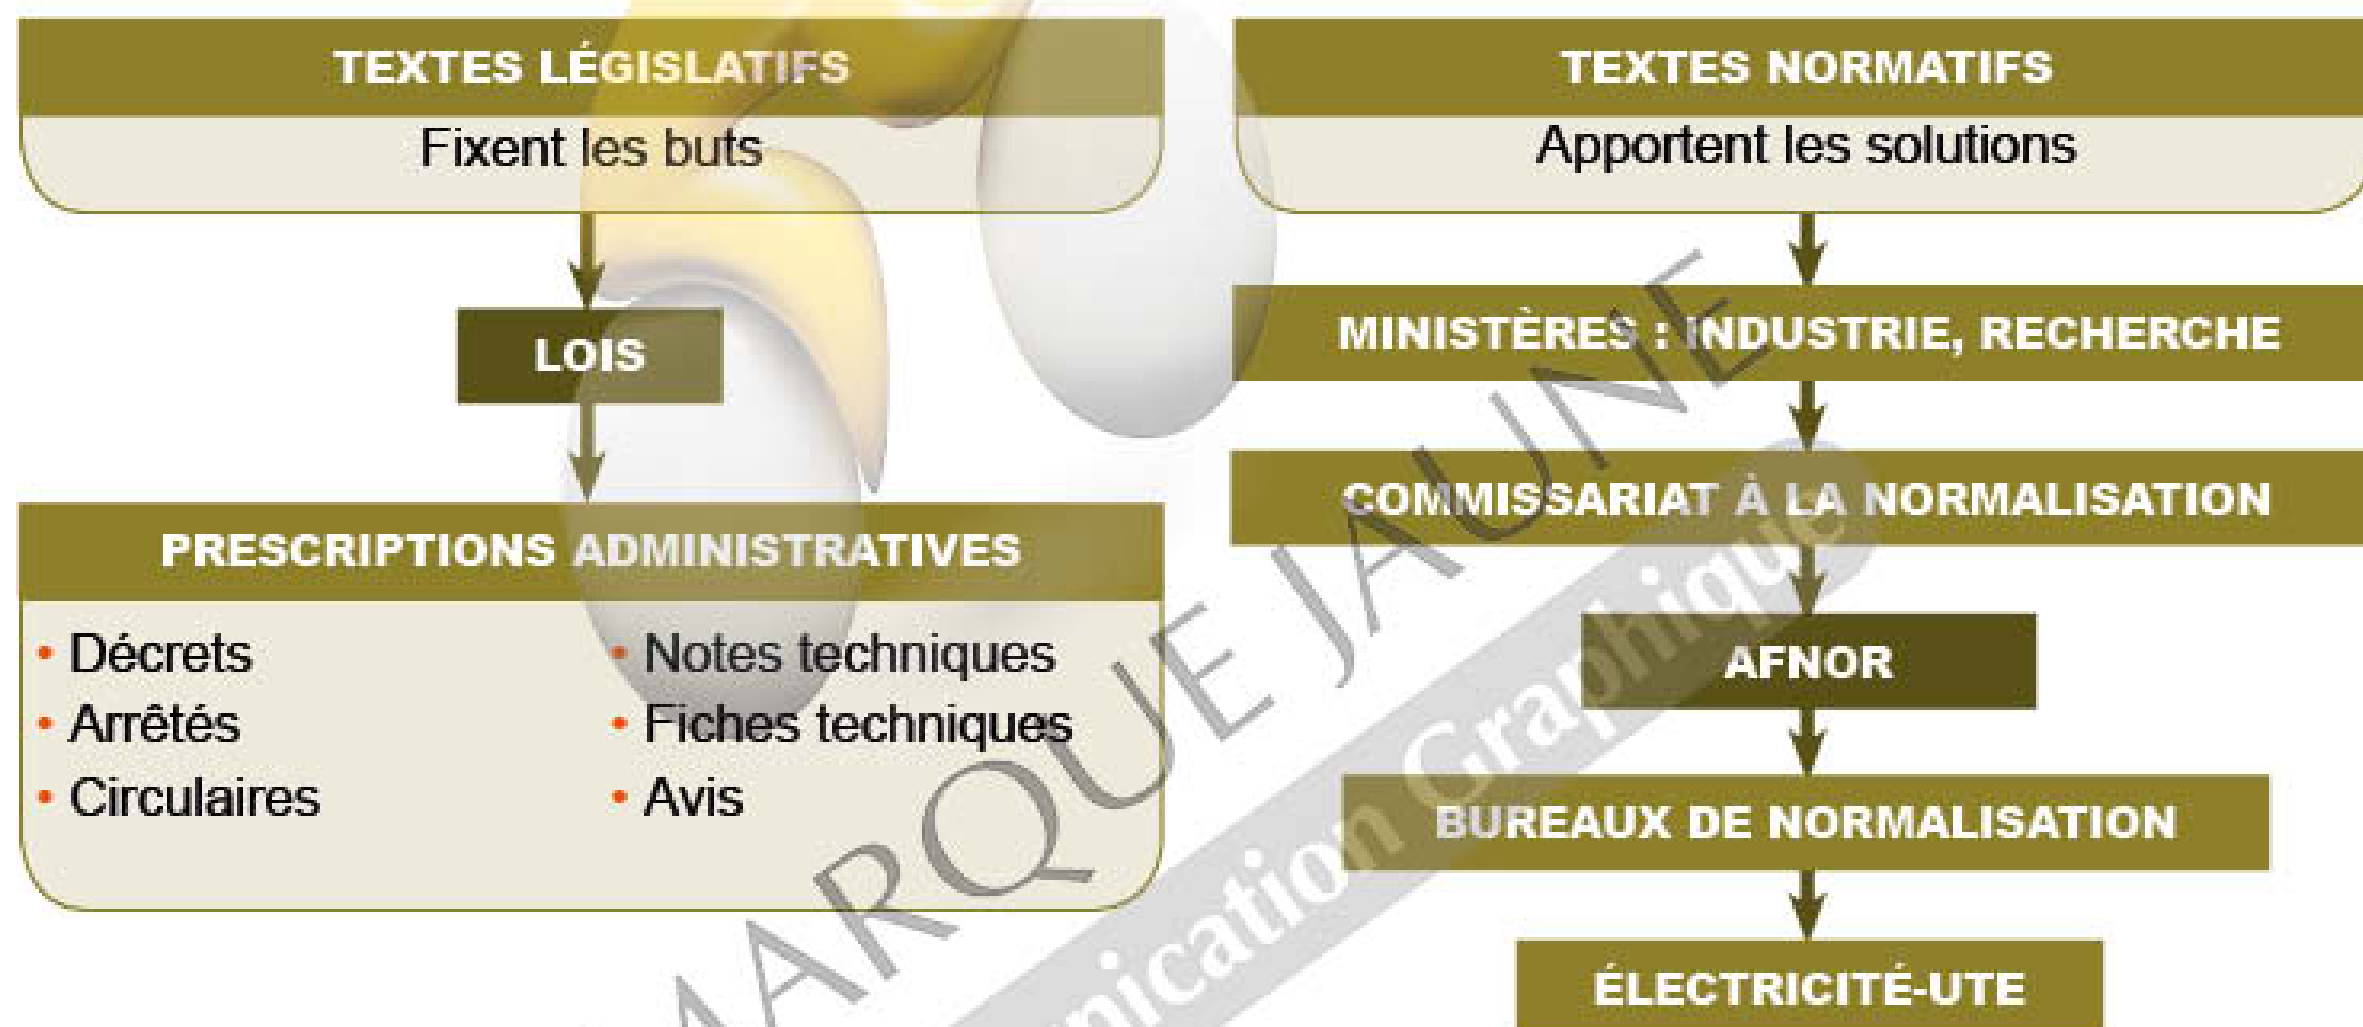 TEXTES LÉGISLATIFS
Fixent les buts
LOIS
PRESCRIPTIONS ADMINISTRATIVES
• Décrets
• Arrêtés
• Circulaires
• Notes techniques
• Fiches techniques
• Avis
TEXTES NORMATIFS
Apportent les solutions
MINISTÈRES : INDUSTRIE, RECHERCHE
COMMISSARIAT À LA NORMALISATION
AFNOR
BUREAUX DE NORMALISATION
ÉLECTRICITÉ-UTE
MARQUE JAUNE
Graphique